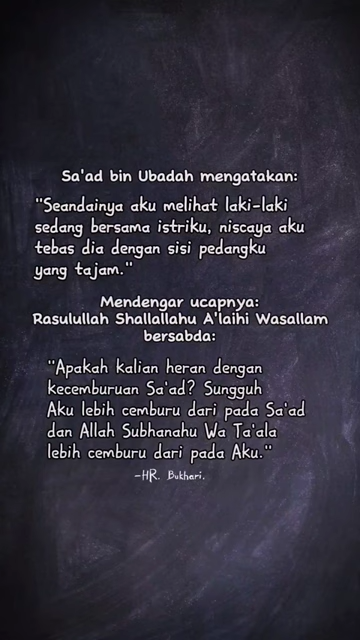 Sa'ad bin Ubadah mengatakan:
"Seandainya aku melihat laki-laki
sedang bersama istriku, niscaya aku
tebas dia dengan sisi pedangku
yang tajam."
Mendengar ucapnya:
Rasulullah Shallallahu A'laihi Wasallam
bersabda:
"Apakah kalian heran dengan
kecemburuan Sa'ad? Sungguh
Aku lebih cemburu dari pada Sa'ad
dan Allah Subhanahu Wa Ta'ala
lebih cemburu dari pada Aku."
-HR. Bukhari.